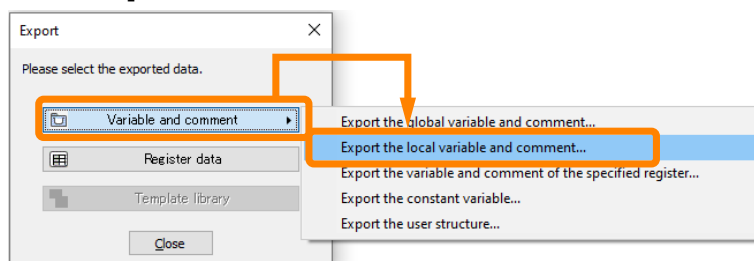 Export
Please select the exported data.
Variable and comment
Register data
Template library
Close
Export the global variable and comment...
Export the local variable and comment...
Export the variable and comment of the specified register...
Export the constant variable...
Export the user structure...